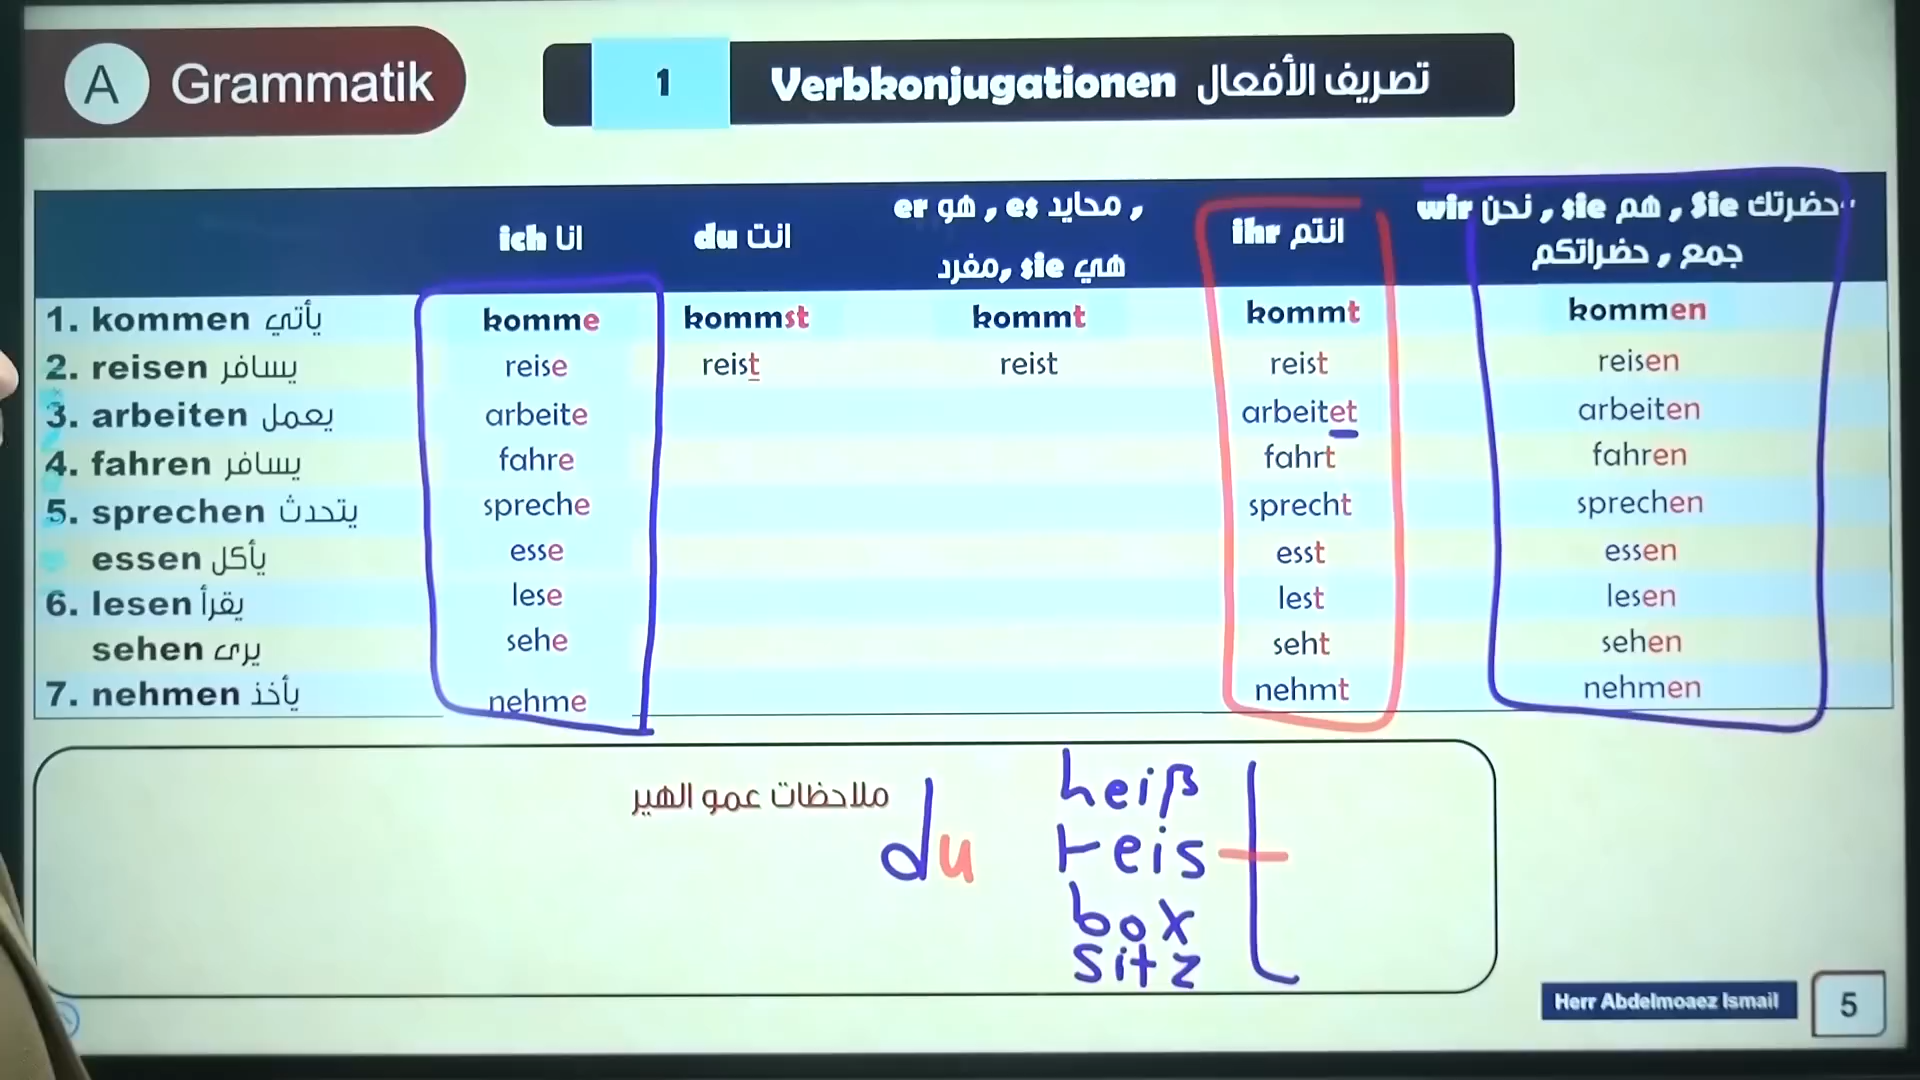 A Grammatik
1 Verbkonjugationen تصريف الأفعال
ich انا
du انت
er هو , es محايد ,
هي sie ,مفرد
ihr انتم
wir نحن , sie هم , Sie حضرتك
جمع , حضراتكم
1. kommen يأتي komme kommst kommt kommt kommen
2. reisen يسافر reise reist reist reist reisen
3. arbeiten يعمل arbeite arbeitet arbeiten
4. fahren يسافر fahre fahrt fahren
5. sprechen يتحدث spreche sprecht sprechen
essen يأكل esse esst essen
6. lesen يقرأ lese lest lesen
sehen يرى sehe seht sehen
7. nehmen يأخذ nehme nehmt nehmen
ملاحظات عمو الهير
du
heiß
reis t
box
sitz
Herr Abdelmoaez Ismail
5